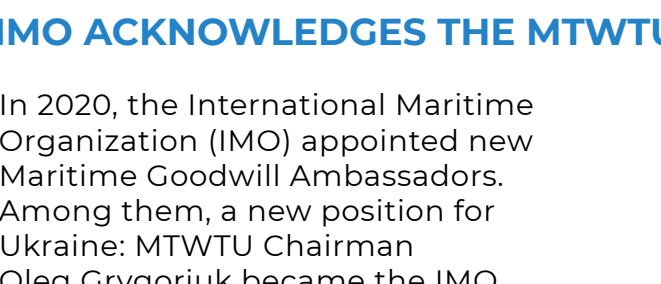 IMO ACKNOWLEDGES THE MTWTU
In 2020, the International Maritime
Organization (IMO) appointed new
Maritime Goodwill Ambassadors.
Among them, a new position for
Ukraine: MTWTU Chairman
Oleg Grygoriuk became the IMO